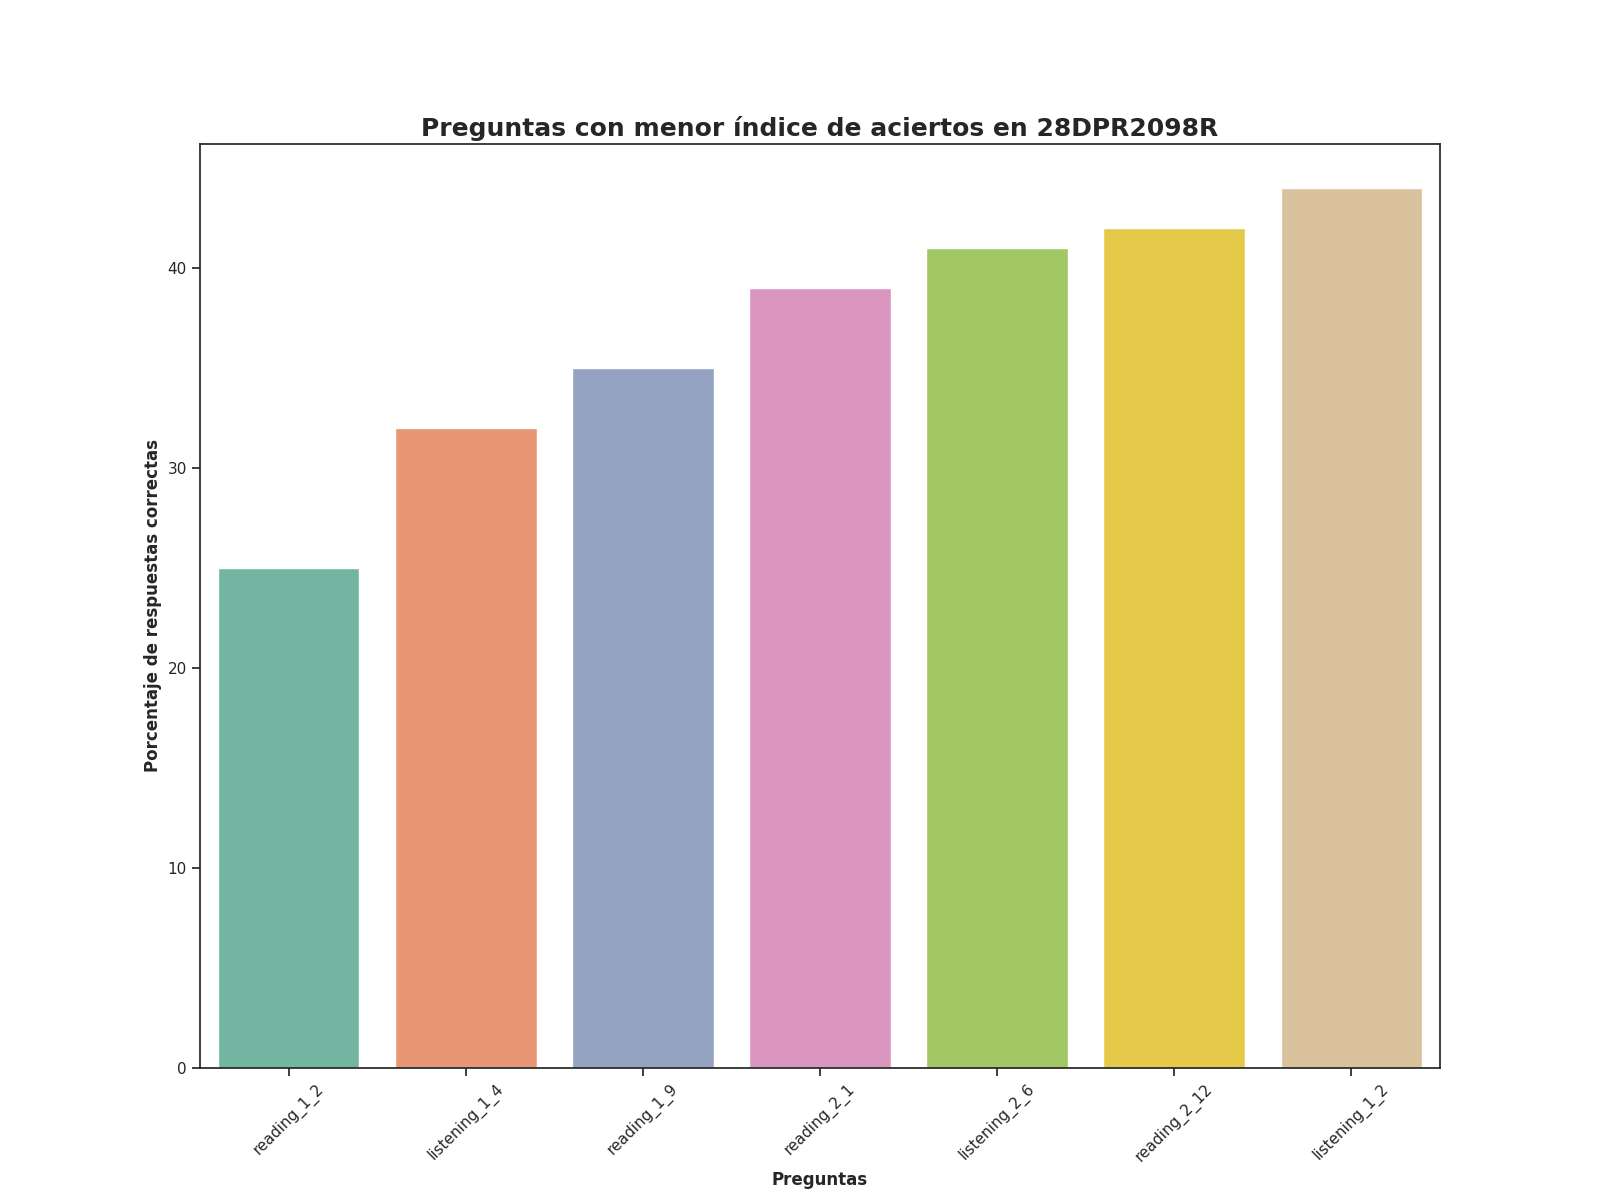 Preguntas con menor índice de aciertos en 28DPR2098R
Porcentaje de respuestas correctas
40
30
20
10
0
reading_1_2
listening_1_4
reading_1_9
reading_2_1
listening_2_6
reading_2_12
listening_1_2
Preguntas